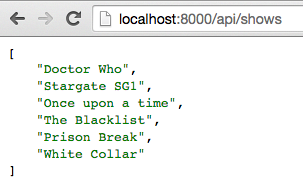 localhost:8000/api/shows
[
    "Doctor Who",
    "Stargate SG1",
    "Once upon a time",
    "The Blacklist",
    "Prison Break",
    "White Collar"
]